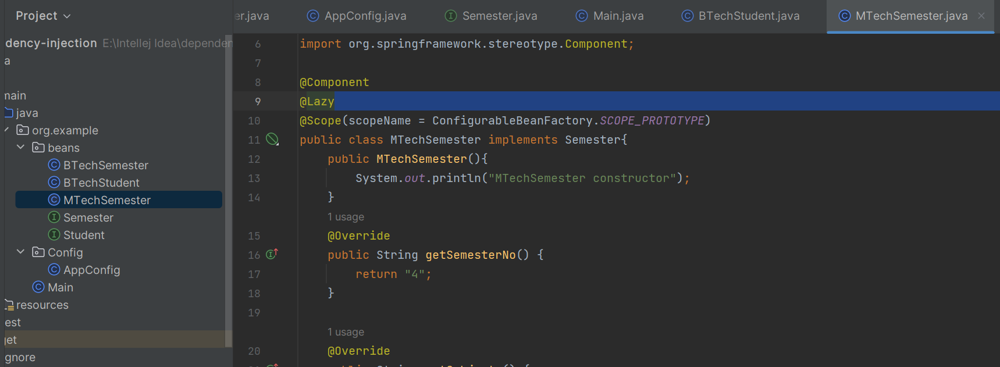 Project
er.java
AppConfig.java
Semester.java
Main.java
BTechStudent.java
MTechSemester.java
dency-injection E:\Intellej Idea\depender
a
main
java
org.example
beans
BTechSemester
BTechStudent
MTechSemester
Semester
Student
Config
AppConfig
Main
resources
est
get
gnore
6 import org.springframework.stereotype.Component;
7
8 @Component
9 @Lazy
10 @Scope(scopeName = ConfigurableBeanFactory.SCOPE_PROTOTYPE)
11 public class MTechSemester implements Semester{
12 public MTechSemester(){
13 System.out.println("MTechSemester constructor");
14 }
1 usage
15 @Override
16 public String getSemesterNo() {
17 return "4";
18 }
19
1 usage
20 @Override